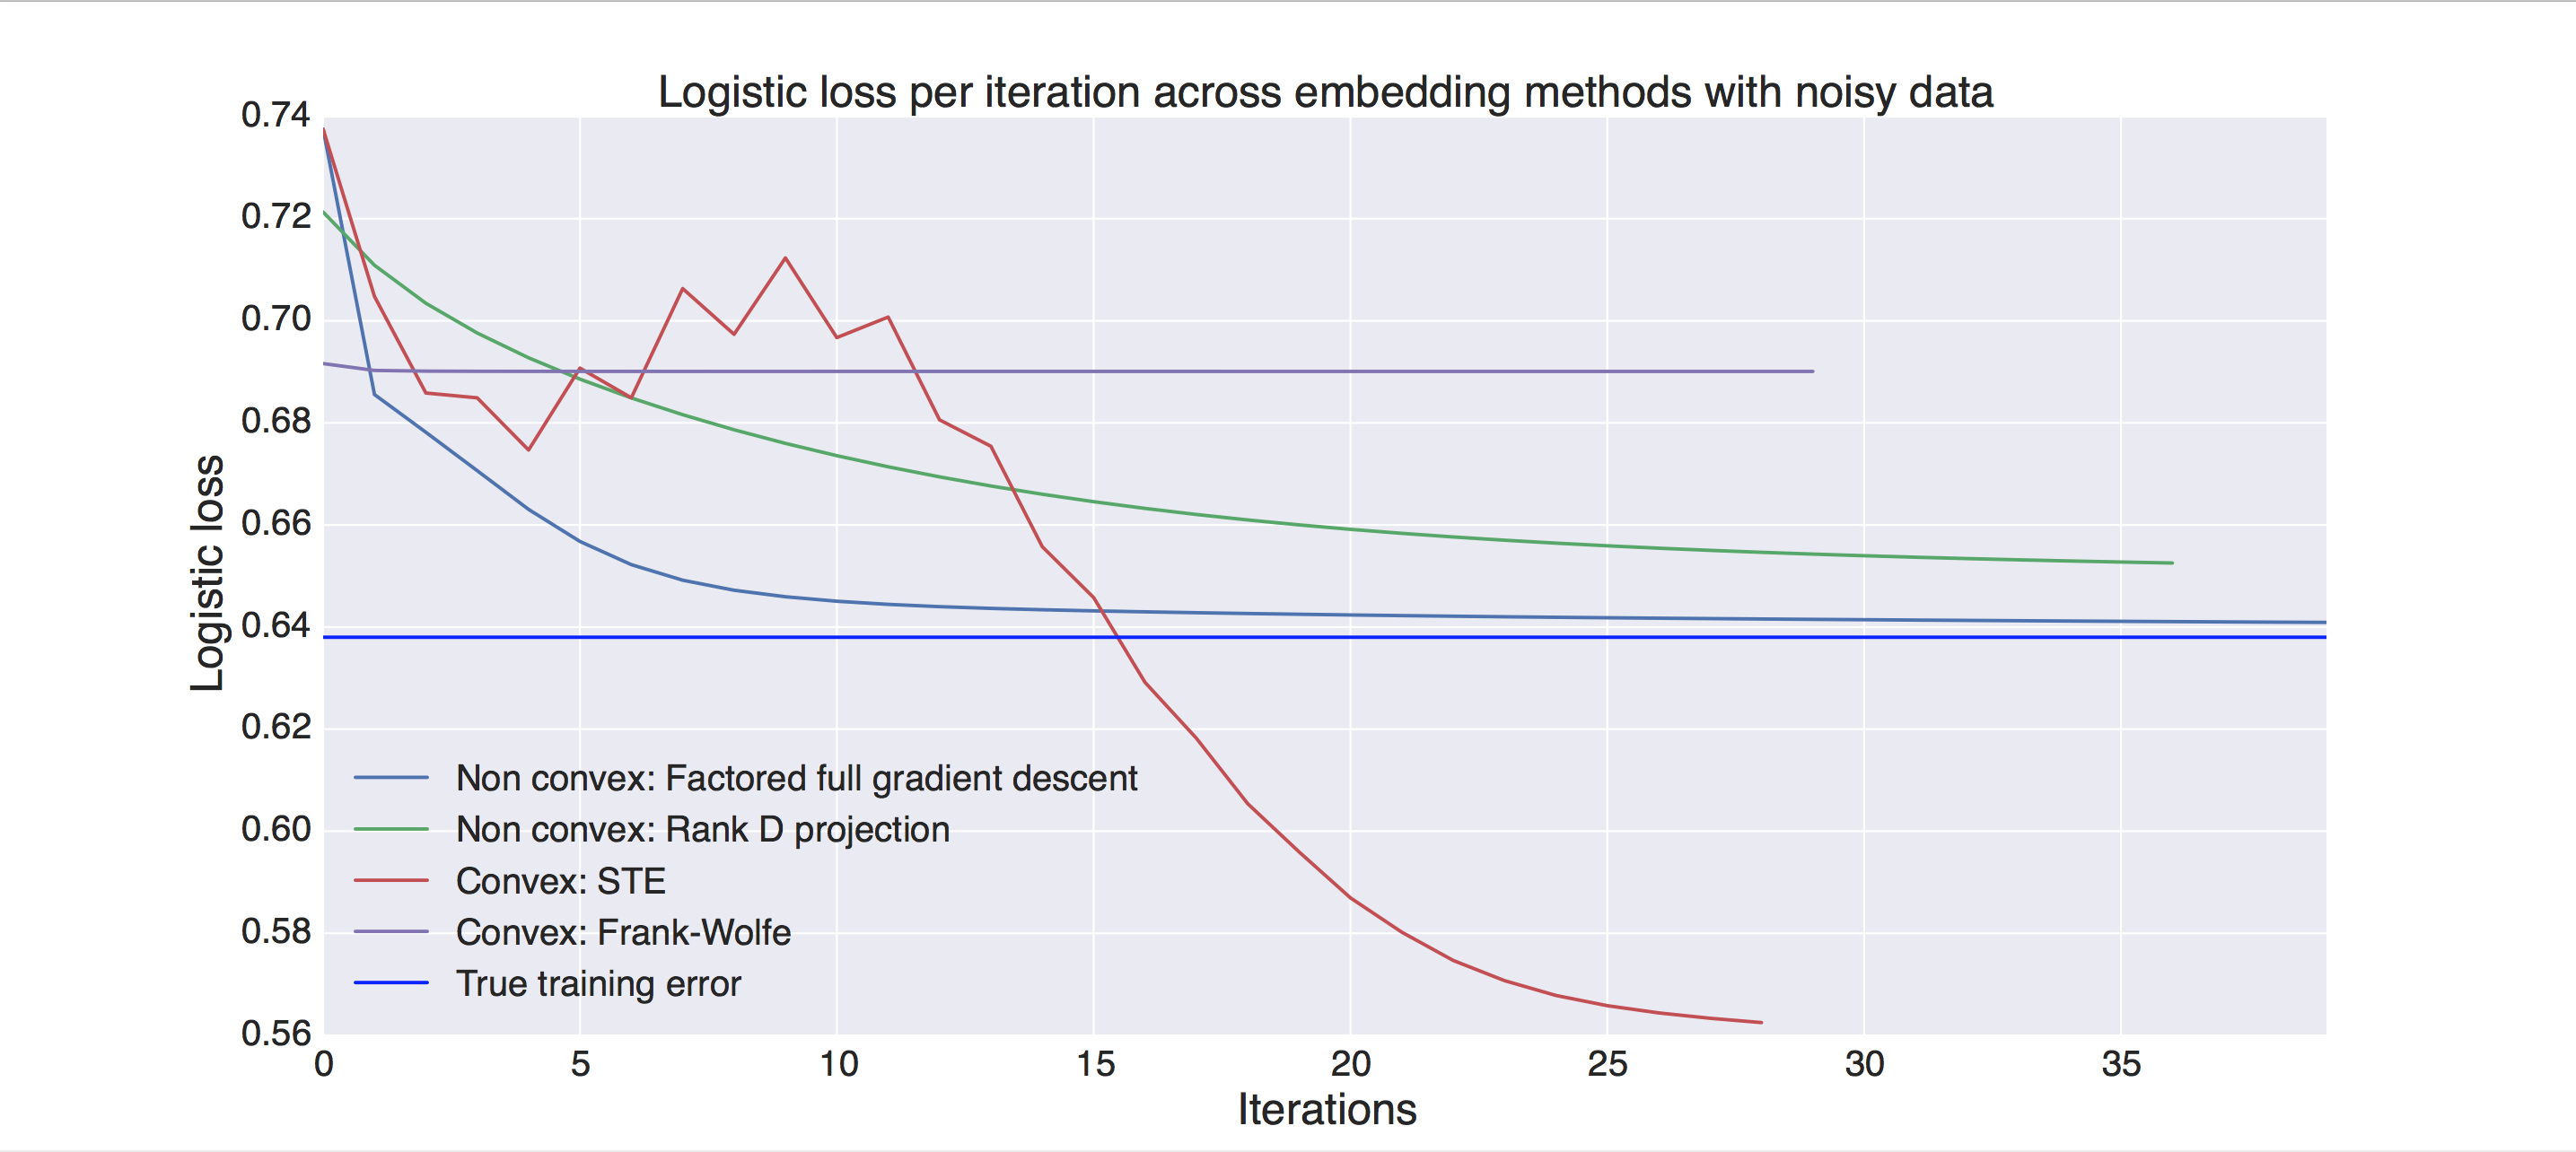 Logistic loss per iteration across embedding methods with noisy data
0.74
0.72
0.70
0.68
0.66
0.64
0.62
0.60
0.58
0.56
Logistic loss
Non convex: Factored full gradient descent
Non convex: Rank D projection
Convex: STE
Convex: Frank-Wolfe
True training error
0 5 10 15 20 25 30 35
Iterations